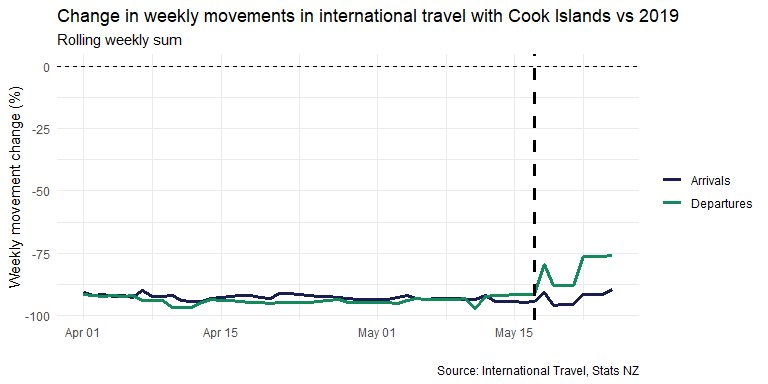 Change in weekly movements in international travel with Cook Islands vs 2019
Rolling weekly sum
Weekly movement change (%)
0
-25
-50
-75
-100
Apr 01
Apr 15
May 01
May 15
Arrivals
Departures
Source: International Travel, Stats NZ